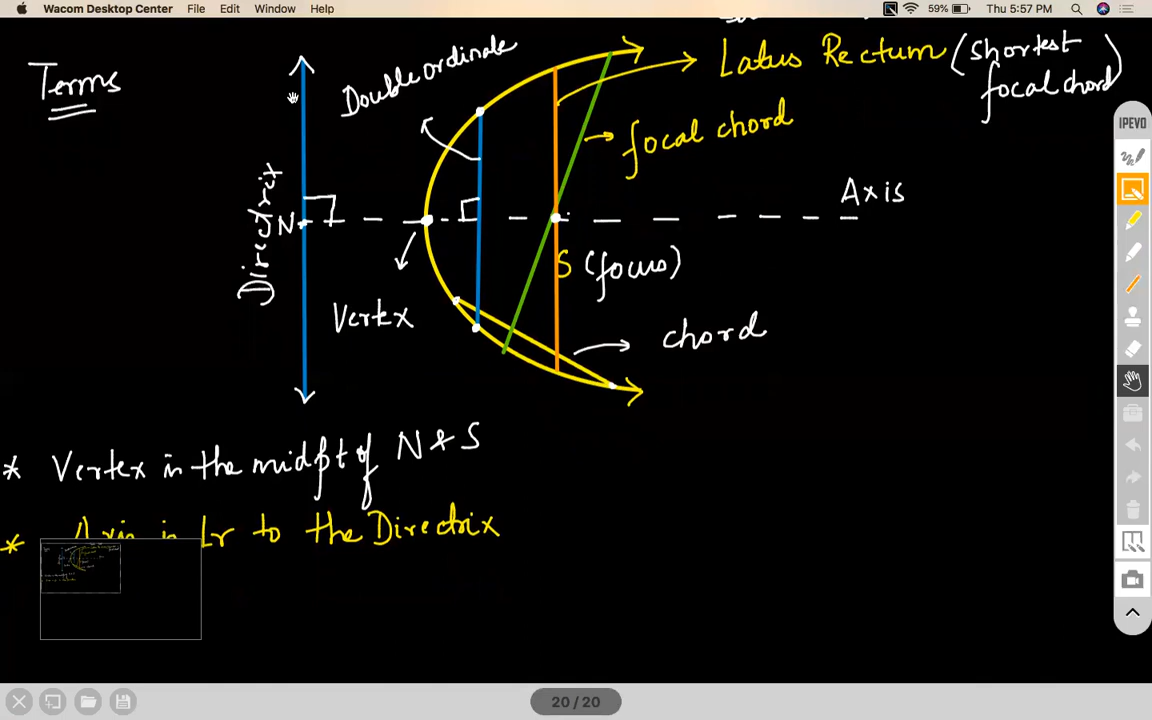 Wacom Desktop Center File Edit Window Help 59% Thu 5:57 PM
Terms
Double ordinate
Latus Rectum (shortest
focal chord)
focal chord
IPEVO
Directrix
N
Axis
S (focus)
Vertex
chord
* Vertex is the midpt of N & S
* Axis is Lr to the Directrix
20 / 20